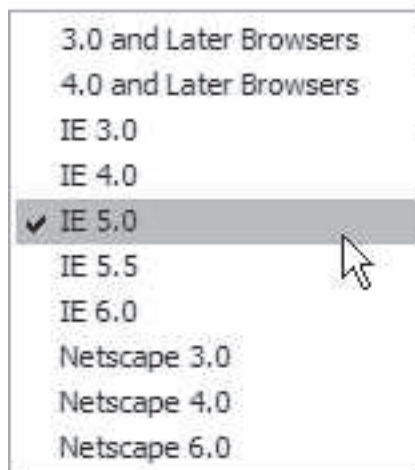 3.0 and Later Browsers
4.0 and Later Browsers
IE 3.0
IE 4.0
IE 5.0
IE 5.5
IE 6.0
Netscape 3.0
Netscape 4.0
Netscape 6.0